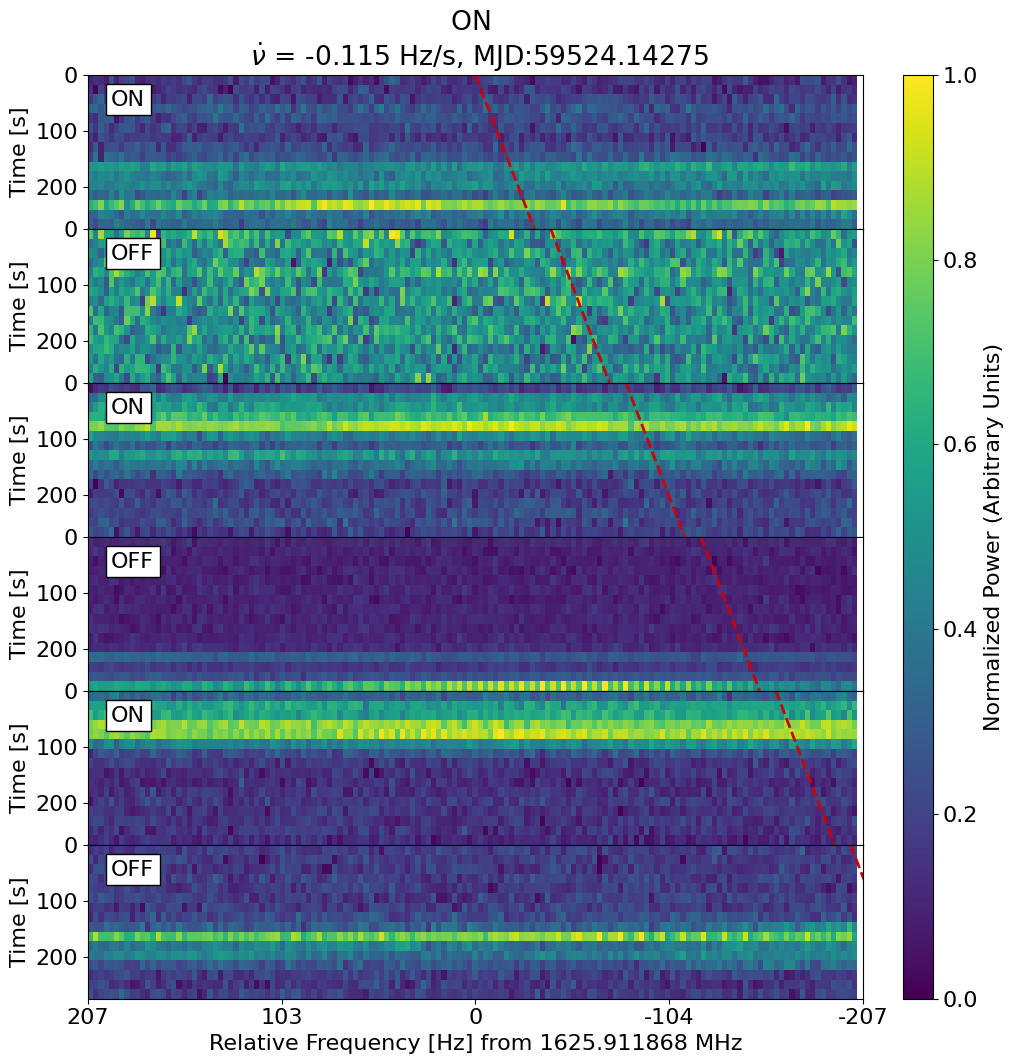 ON
ν̇ = -0.115 Hz/s, MJD:59524.14275
ON
Time [s]
0
100
200
OFF
Time [s]
0
100
200
ON
Time [s]
0
100
200
OFF
Time [s]
0
100
200
ON
Time [s]
0
100
200
OFF
Time [s]
0
100
200
207
103
0
-104
-207
Relative Frequency [Hz] from 1625.911868 MHz
1.0
0.8
0.6
0.4
0.2
0.0
Normalized Power (Arbitrary Units)